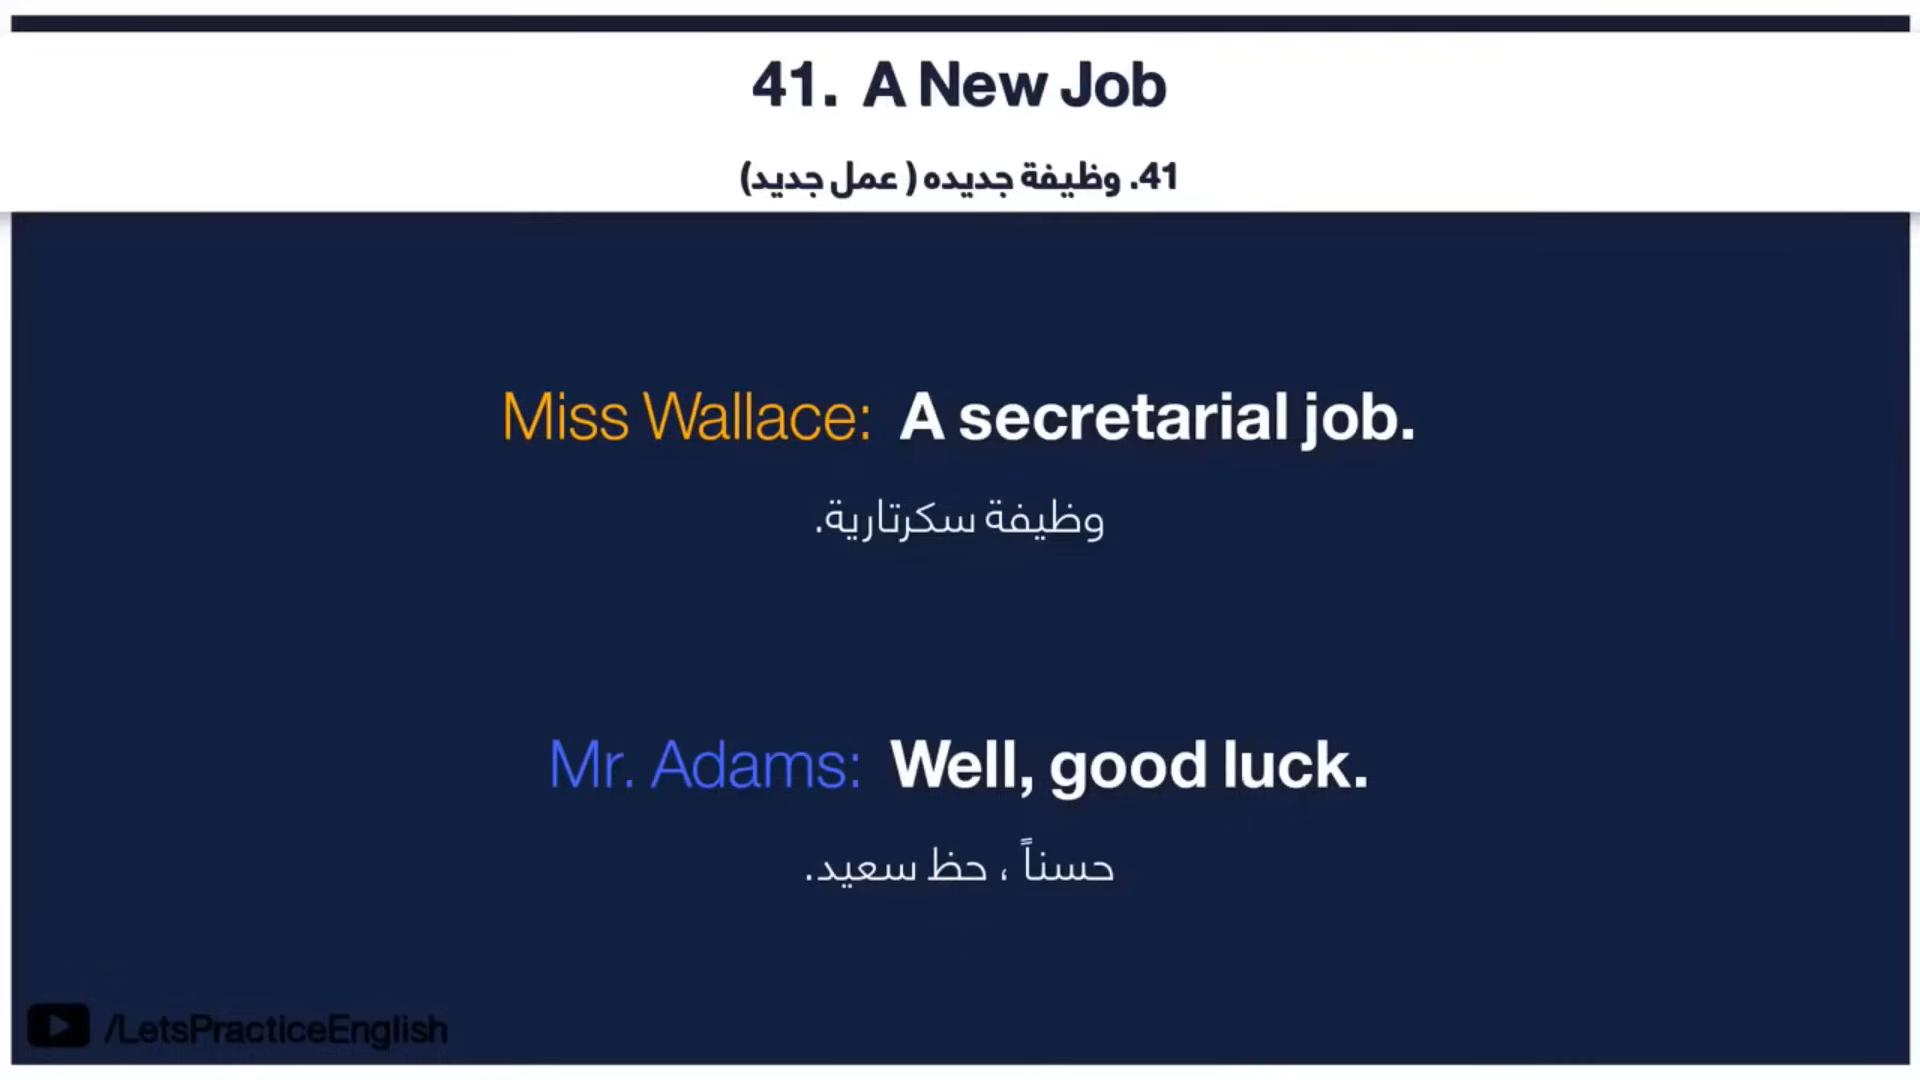 41. A New Job
41. وظيفة جديده ( عمل جديد)
Miss Wallace: A secretarial job.
وظيفة سكرتارية.
Mr. Adams: Well, good luck.
حسناً ، حظ سعيد.
/LetsPracticeEnglish